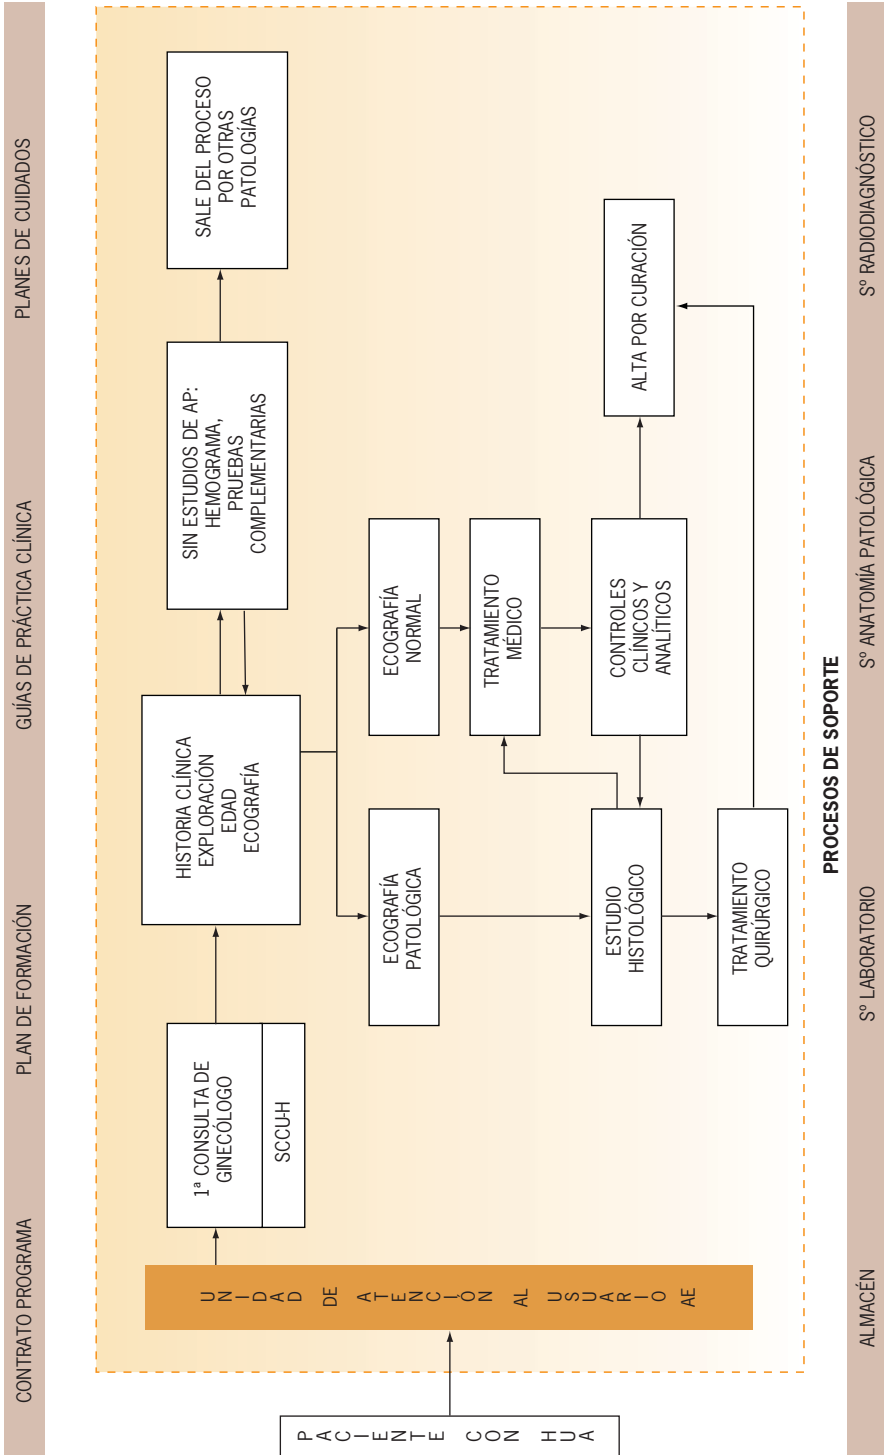 CONTRATO PROGRAMA
PLAN DE FORMACIÓN
GUÍAS DE PRÁCTICA CLÍNICA
PLANES DE CUIDADOS
PACIENTE CON HUA
UNIDAD DE ATENCIÓN AL USUARIO AE
1ª CONSULTA DE
GINECÓLOGO
SCCU-H
HISTORIA CLÍNICA
EXPLORACIÓN
EDAD
ECOGRAFÍA
SIN ESTUDIOS DE AP:
HEMOGRAMA,
PRUEBAS
COMPLEMENTARIAS
SALE DEL PROCESO
POR OTRAS
PATOLOGÍAS
ECOGRAFÍA
PATOLÓGICA
ECOGRAFÍA
NORMAL
TRATAMIENTO
MÉDICO
ESTUDIO
HISTOLÓGICO
CONTROLES
CLÍNICOS Y
ANALÍTICOS
ALTA POR CURACIÓN
TRATAMIENTO
QUIRÚRGICO
PROCESOS DE SOPORTE
ALMACÉN
Sº LABORATORIO
Sº ANATOMÍA PATOLÓGICA
Sº RADIODIAGNÓSTICO